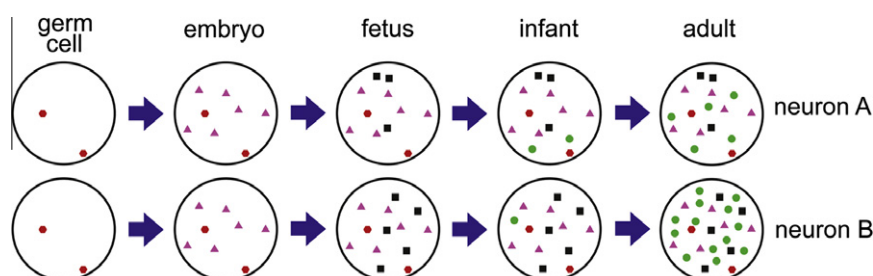 germ
cell
embryo
fetus
infant
adult
neuron A
neuron B